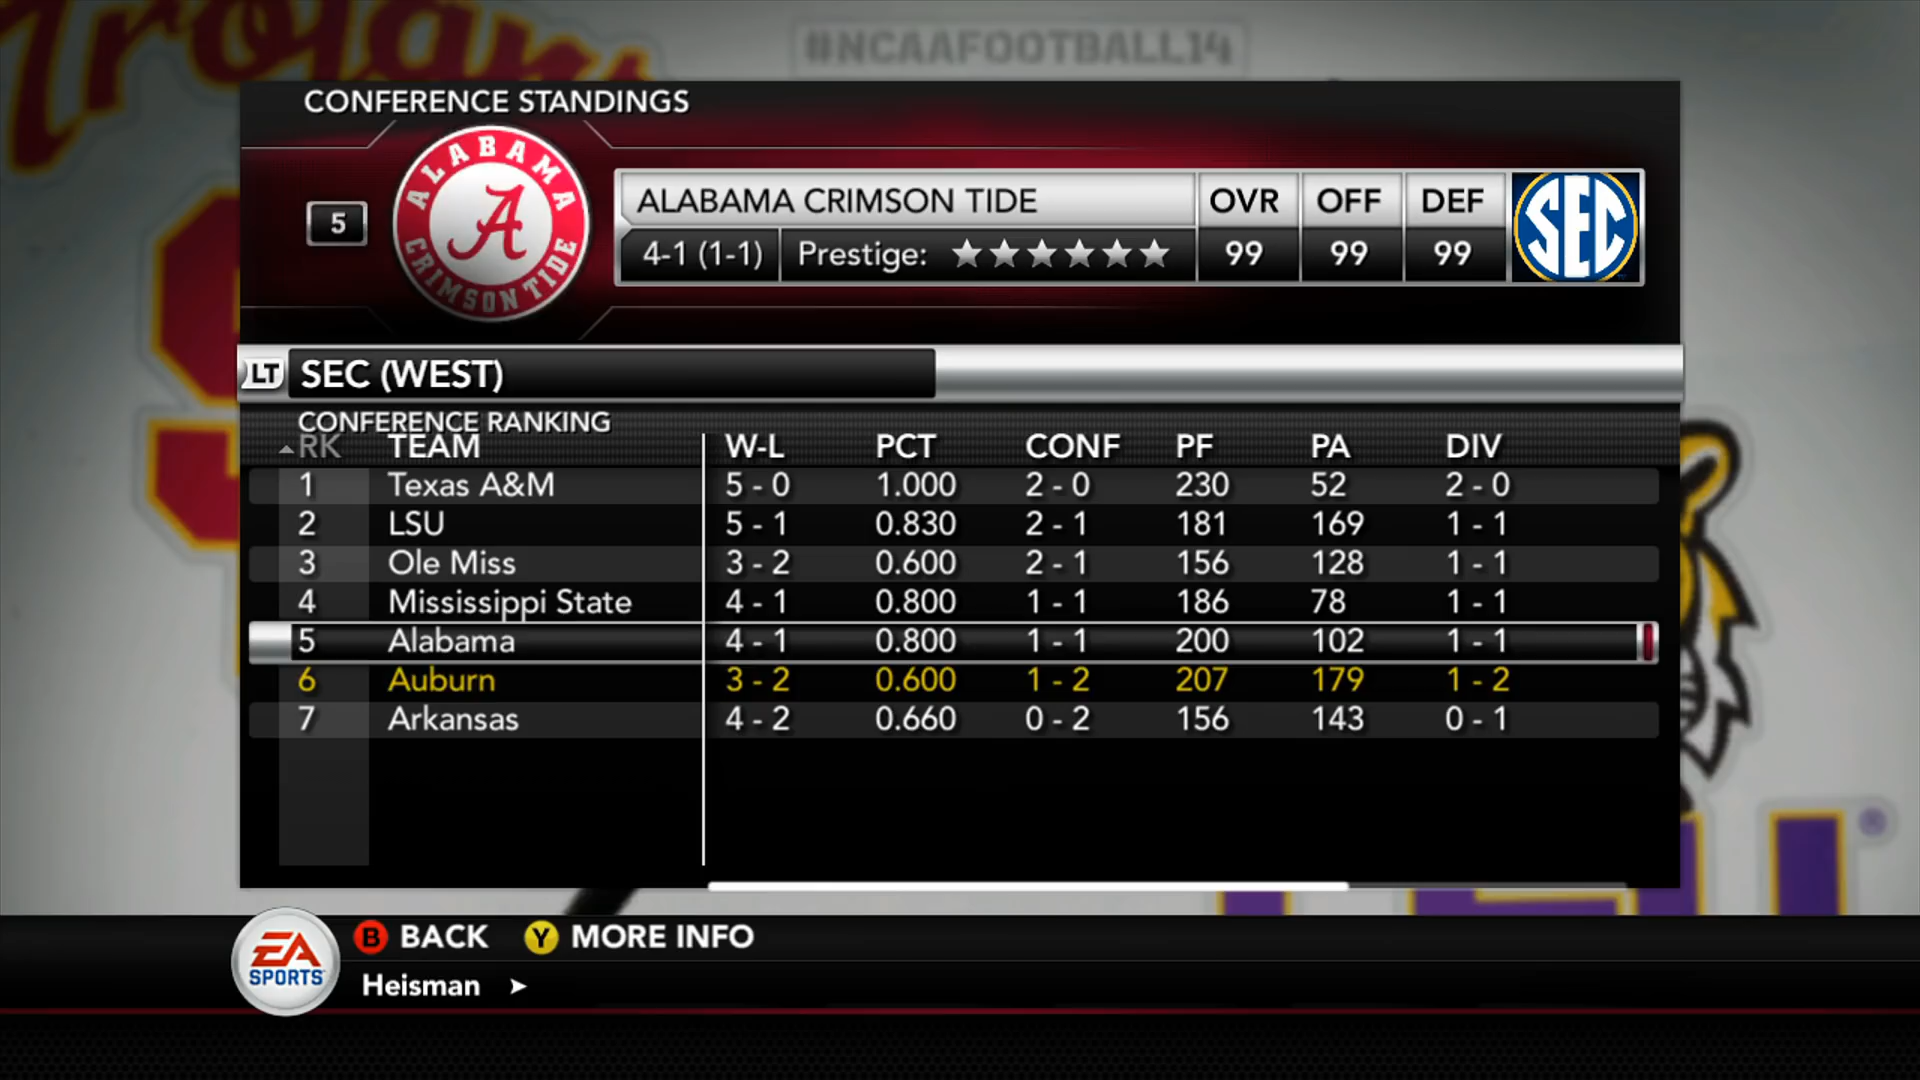 Trojans
#NCAAFOOTBALL14
CONFERENCE STANDINGS
ALABAMA CRIMSON TIDE
A
5
ALABAMA CRIMSON TIDE OVR OFF DEF
4-1 (1-1) Prestige: 99 99 99
SEC
LT SEC (WEST)
CONFERENCE RANKING
RK TEAM W-L PCT CONF PF PA DIV
1 Texas A&M 5 - 0 1.000 2 - 0 230 52 2 - 0
2 LSU 5 - 1 0.830 2 - 1 181 169 1 - 1
3 Ole Miss 3 - 2 0.600 2 - 1 156 128 1 - 1
4 Mississippi State 4 - 1 0.800 1 - 1 186 78 1 - 1
5 Alabama 4 - 1 0.800 1 - 1 200 102 1 - 1
6 Auburn 3 - 2 0.600 1 - 2 207 179 1 - 2
7 Arkansas 4 - 2 0.660 0 - 2 156 143 0 - 1
EA SPORTS
B BACK Y MORE INFO
Heisman